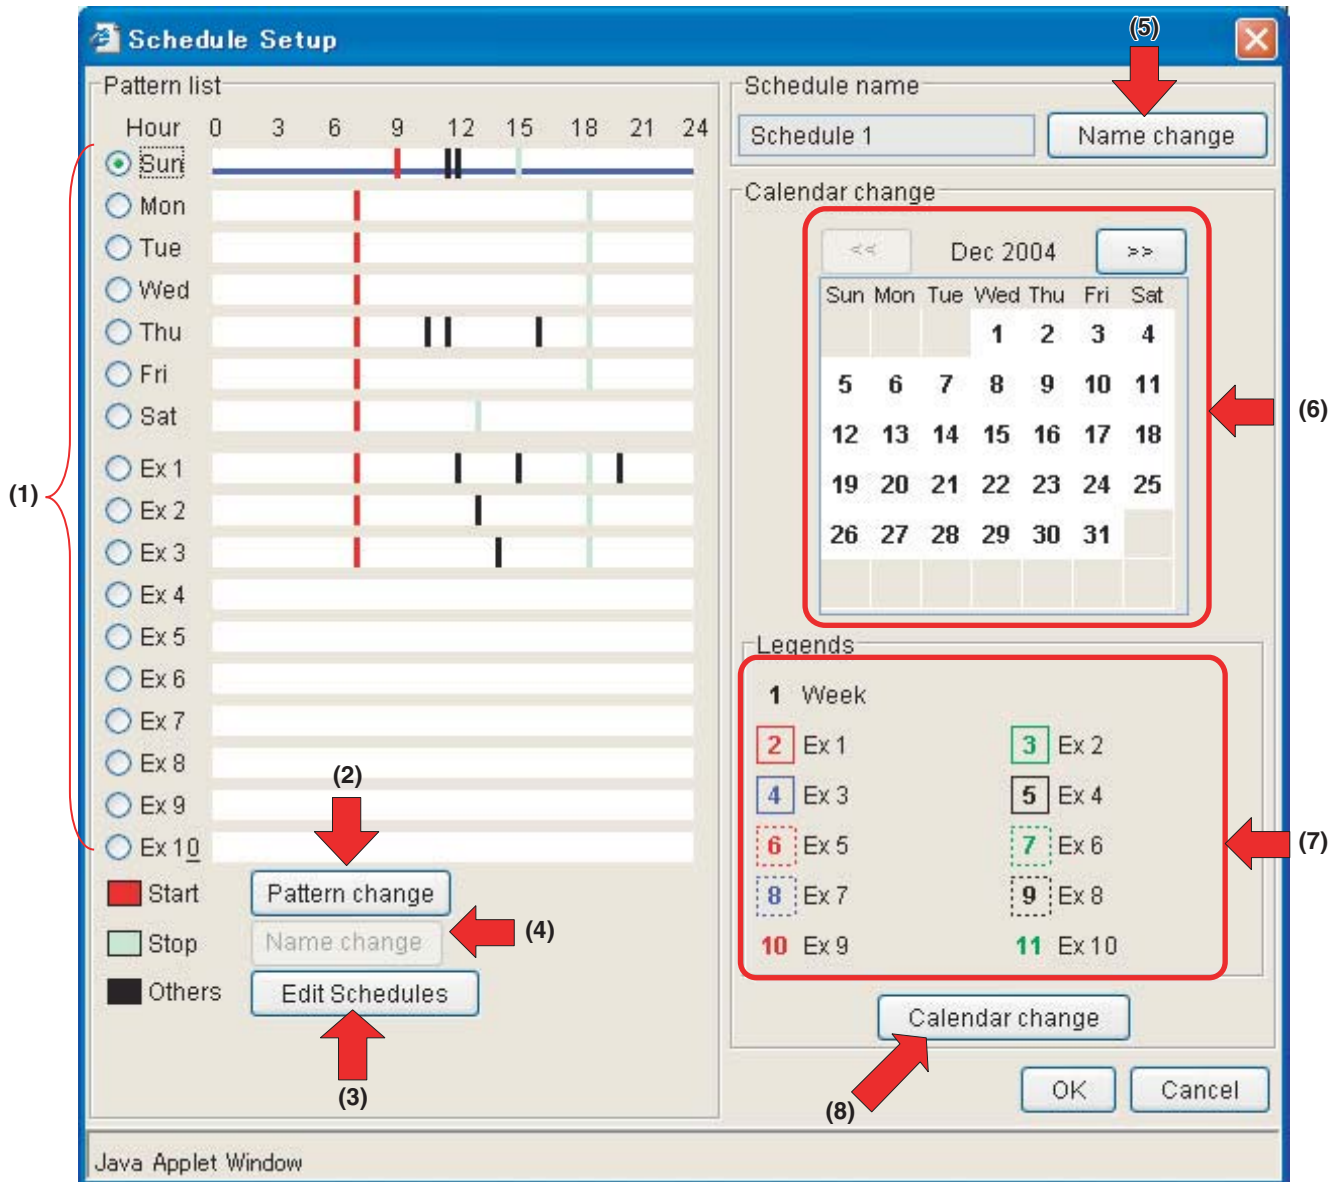 Schedule Setup
(5)
Pattern list
Hour 0 3 6 9 12 15 18 21 24
Sun
Mon
Tue
Wed
Thu
Fri
Sat
Ex 1
Ex 2
Ex 3
Ex 4
Ex 5
Ex 6
Ex 7
Ex 8
Ex 9
Ex 10
(1)
(2)
Start
Stop
Others
Pattern change
Name change
Edit Schedules
(4)
(3)
Schedule name
Schedule 1
Name change
Calendar change
<< Dec 2004 >>
Sun Mon Tue Wed Thu Fri Sat
1 2 3 4
5 6 7 8 9 10 11
12 13 14 15 16 17 18
19 20 21 22 23 24 25
26 27 28 29 30 31
(6)
Legends
1 Week
2 Ex 1
3 Ex 2
4 Ex 3
5 Ex 4
6 Ex 5
7 Ex 6
8 Ex 7
9 Ex 8
10 Ex 9
11 Ex 10
(7)
Calendar change
(8)
OK
Cancel
Java Applet Window